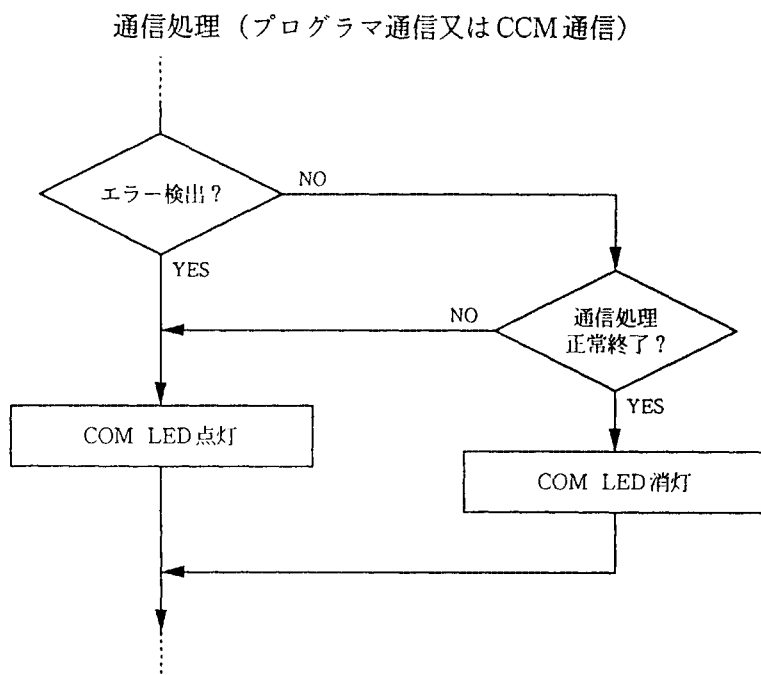 通信処理（プログラマ通信又はCCM通信）
エラー検出？
NO
YES
NO
通信処理
正常終了？
YES
COM LED点灯
COM LED消灯